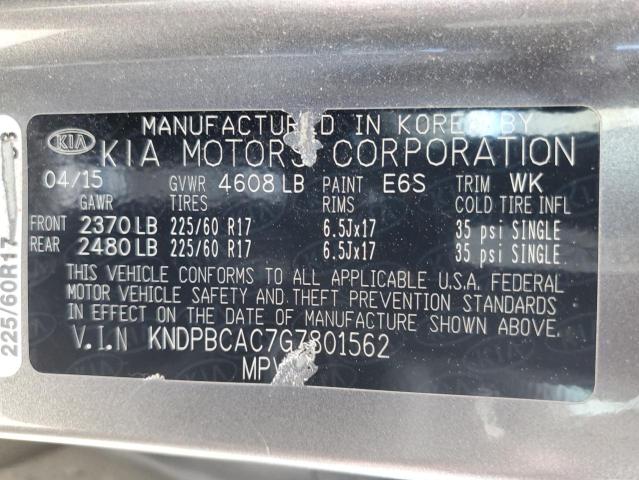 MANUFACTURED IN KOREA BY
KIA KIA MOTORS CORPORATION
04/15 GVWR 4608 LB PAINT E6S TRIM WK
GAWR TIRES RIMS COLD TIRE INFL
FRONT 2370 LB 225/60 R17 6.5Jx17 35 psi SINGLE
REAR 2480 LB 225/60 R17 6.5Jx17 35 psi SINGLE
THIS VEHICLE CONFORMS TO ALL APPLICABLE U.S.A. FEDERAL
MOTOR VEHICLE SAFETY AND THEFT PREVENTION STANDARDS
IN EFFECT ON THE DATE OF MANUFACTURE SHOWN ABOVE.
V.I.N KNDPBCAC7G7801562
MPV
225/60R17